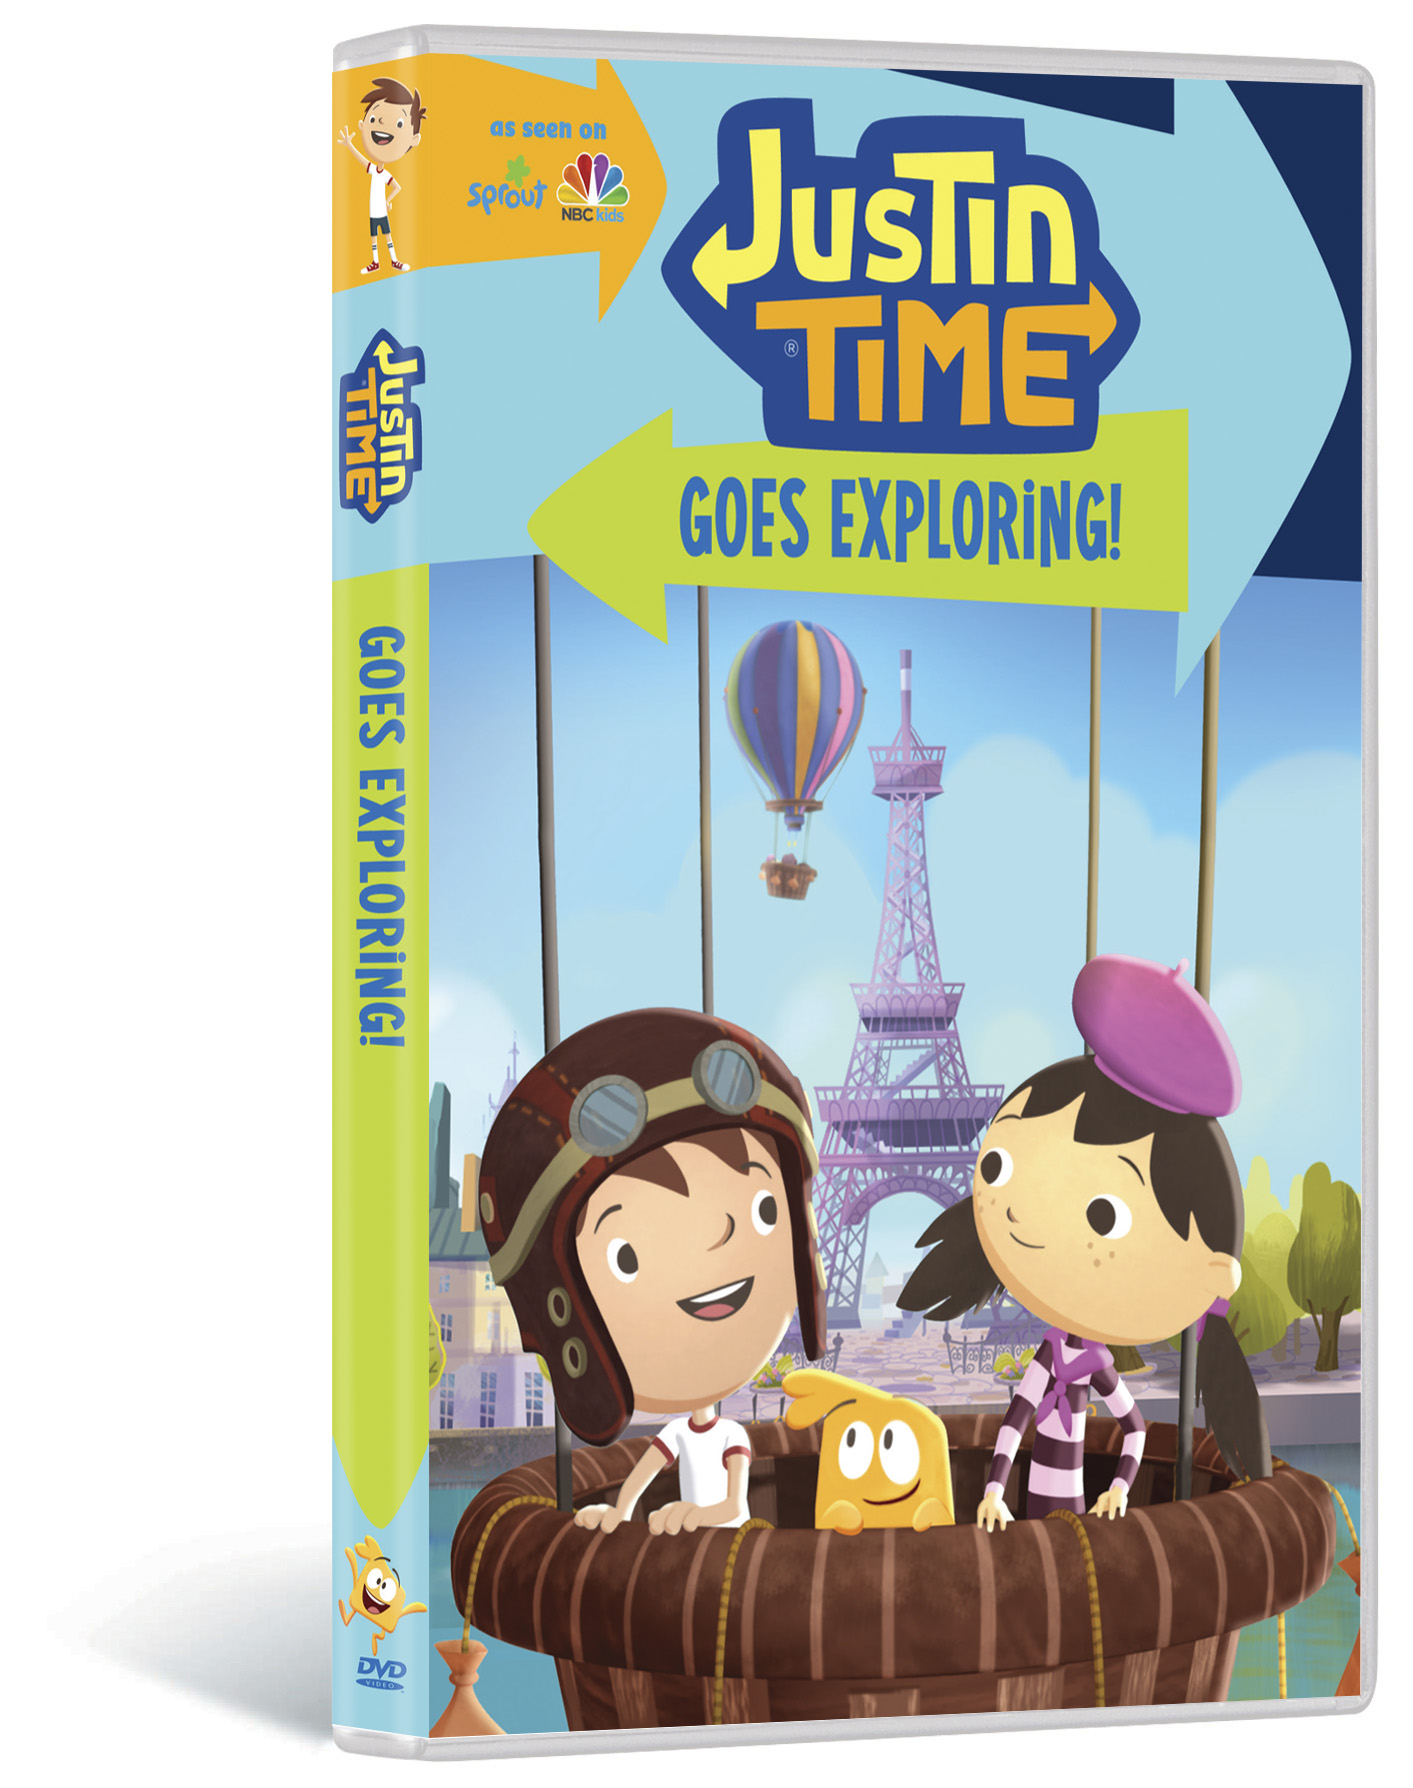 as seen on
sprout
NBC kids
JUSTIN
TIME
®
GOES EXPLORING!
JUSTIN
TIME
GOES EXPLORING!
DVD
VIDEO